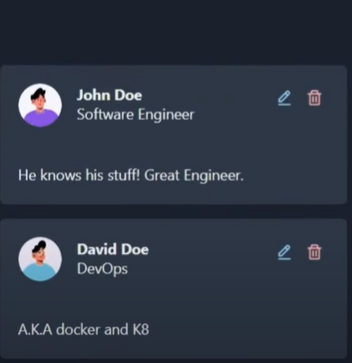 John Doe
Software Engineer
He knows his stuff! Great Engineer.
David Doe
DevOps
A.K.A docker and K8